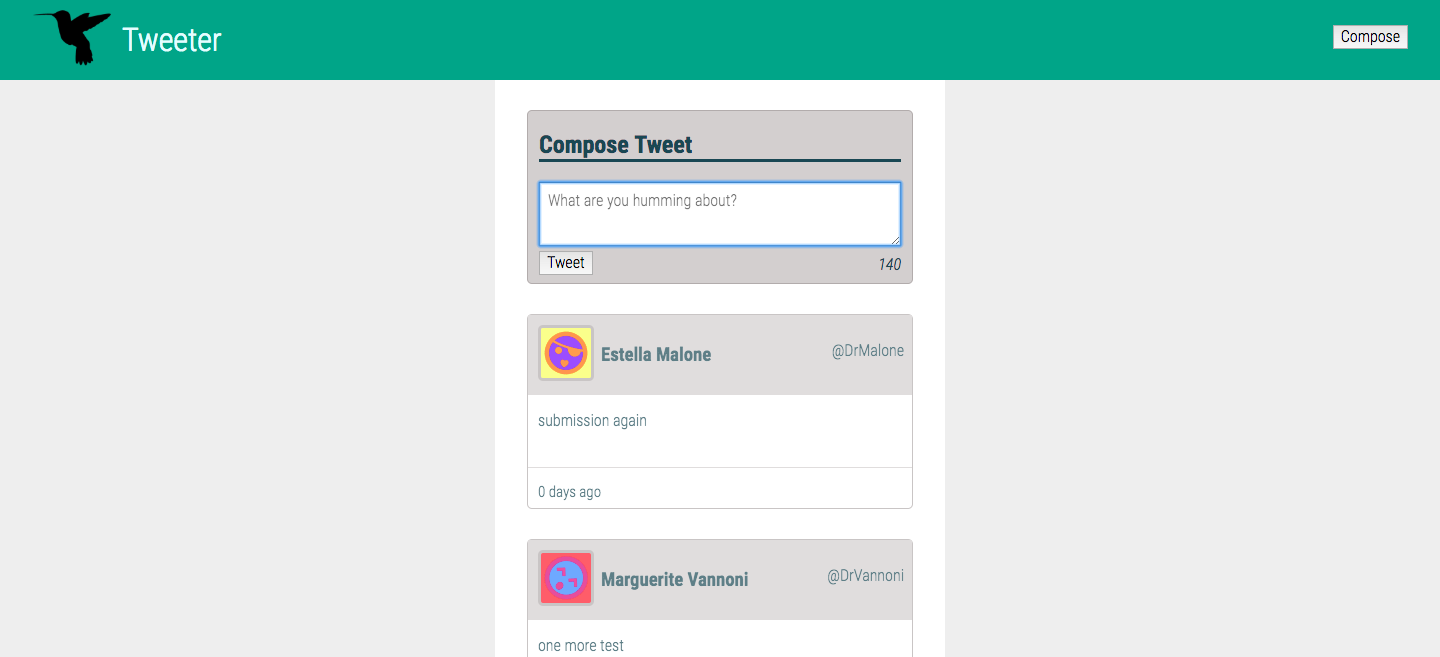 Tweeter
Compose
Compose Tweet
What are you humming about?
Tweet
140
Estella Malone
@DrMalone
submission again
0 days ago
Marguerite Vannoni
@DrVannoni
one more test